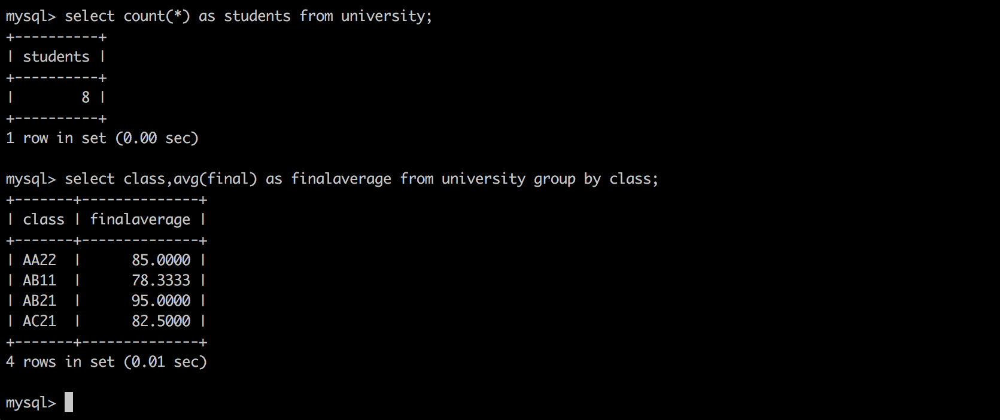 mysql> select count(*) as students from university;
+----------+
| students |
+----------+
|        8 |
+----------+
1 row in set (0.00 sec)

mysql> select class,avg(final) as finalaverage from university group by class;
+-------+--------------+
| class | finalaverage |
+-------+--------------+
| AA22  |      85.0000 |
| AB11  |      78.3333 |
| AB21  |      95.0000 |
| AC21  |      82.5000 |
+-------+--------------+
4 rows in set (0.01 sec)

mysql>